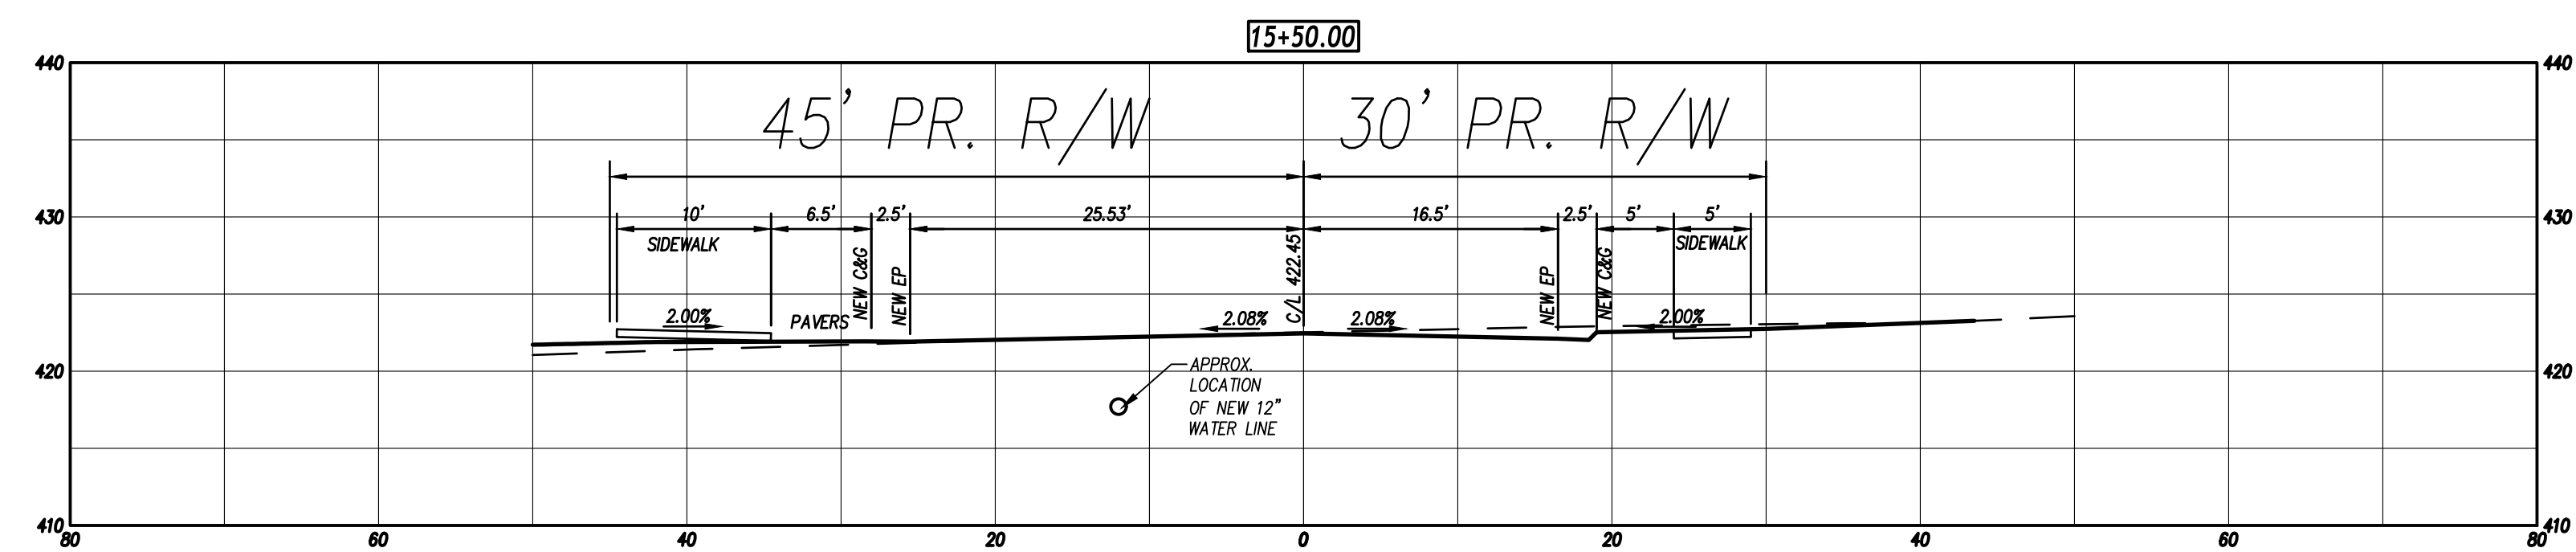 15+50.00
440 440
45' PR. R/W 30' PR. R/W
430 430
10' 6.5' 2.5' 25.53' 16.5' 2.5' 5' 5'
SIDEWALK SIDEWALK
NEW C&G
NEW EP
C/L 422.45
NEW EP
NEW C&G
2.00% PAVERS 2.08% 2.08% 2.00%
420 420
APPROX.
LOCATION
OF NEW 12"
WATER LINE
410 410
80 60 40 20 0 20 40 60 80